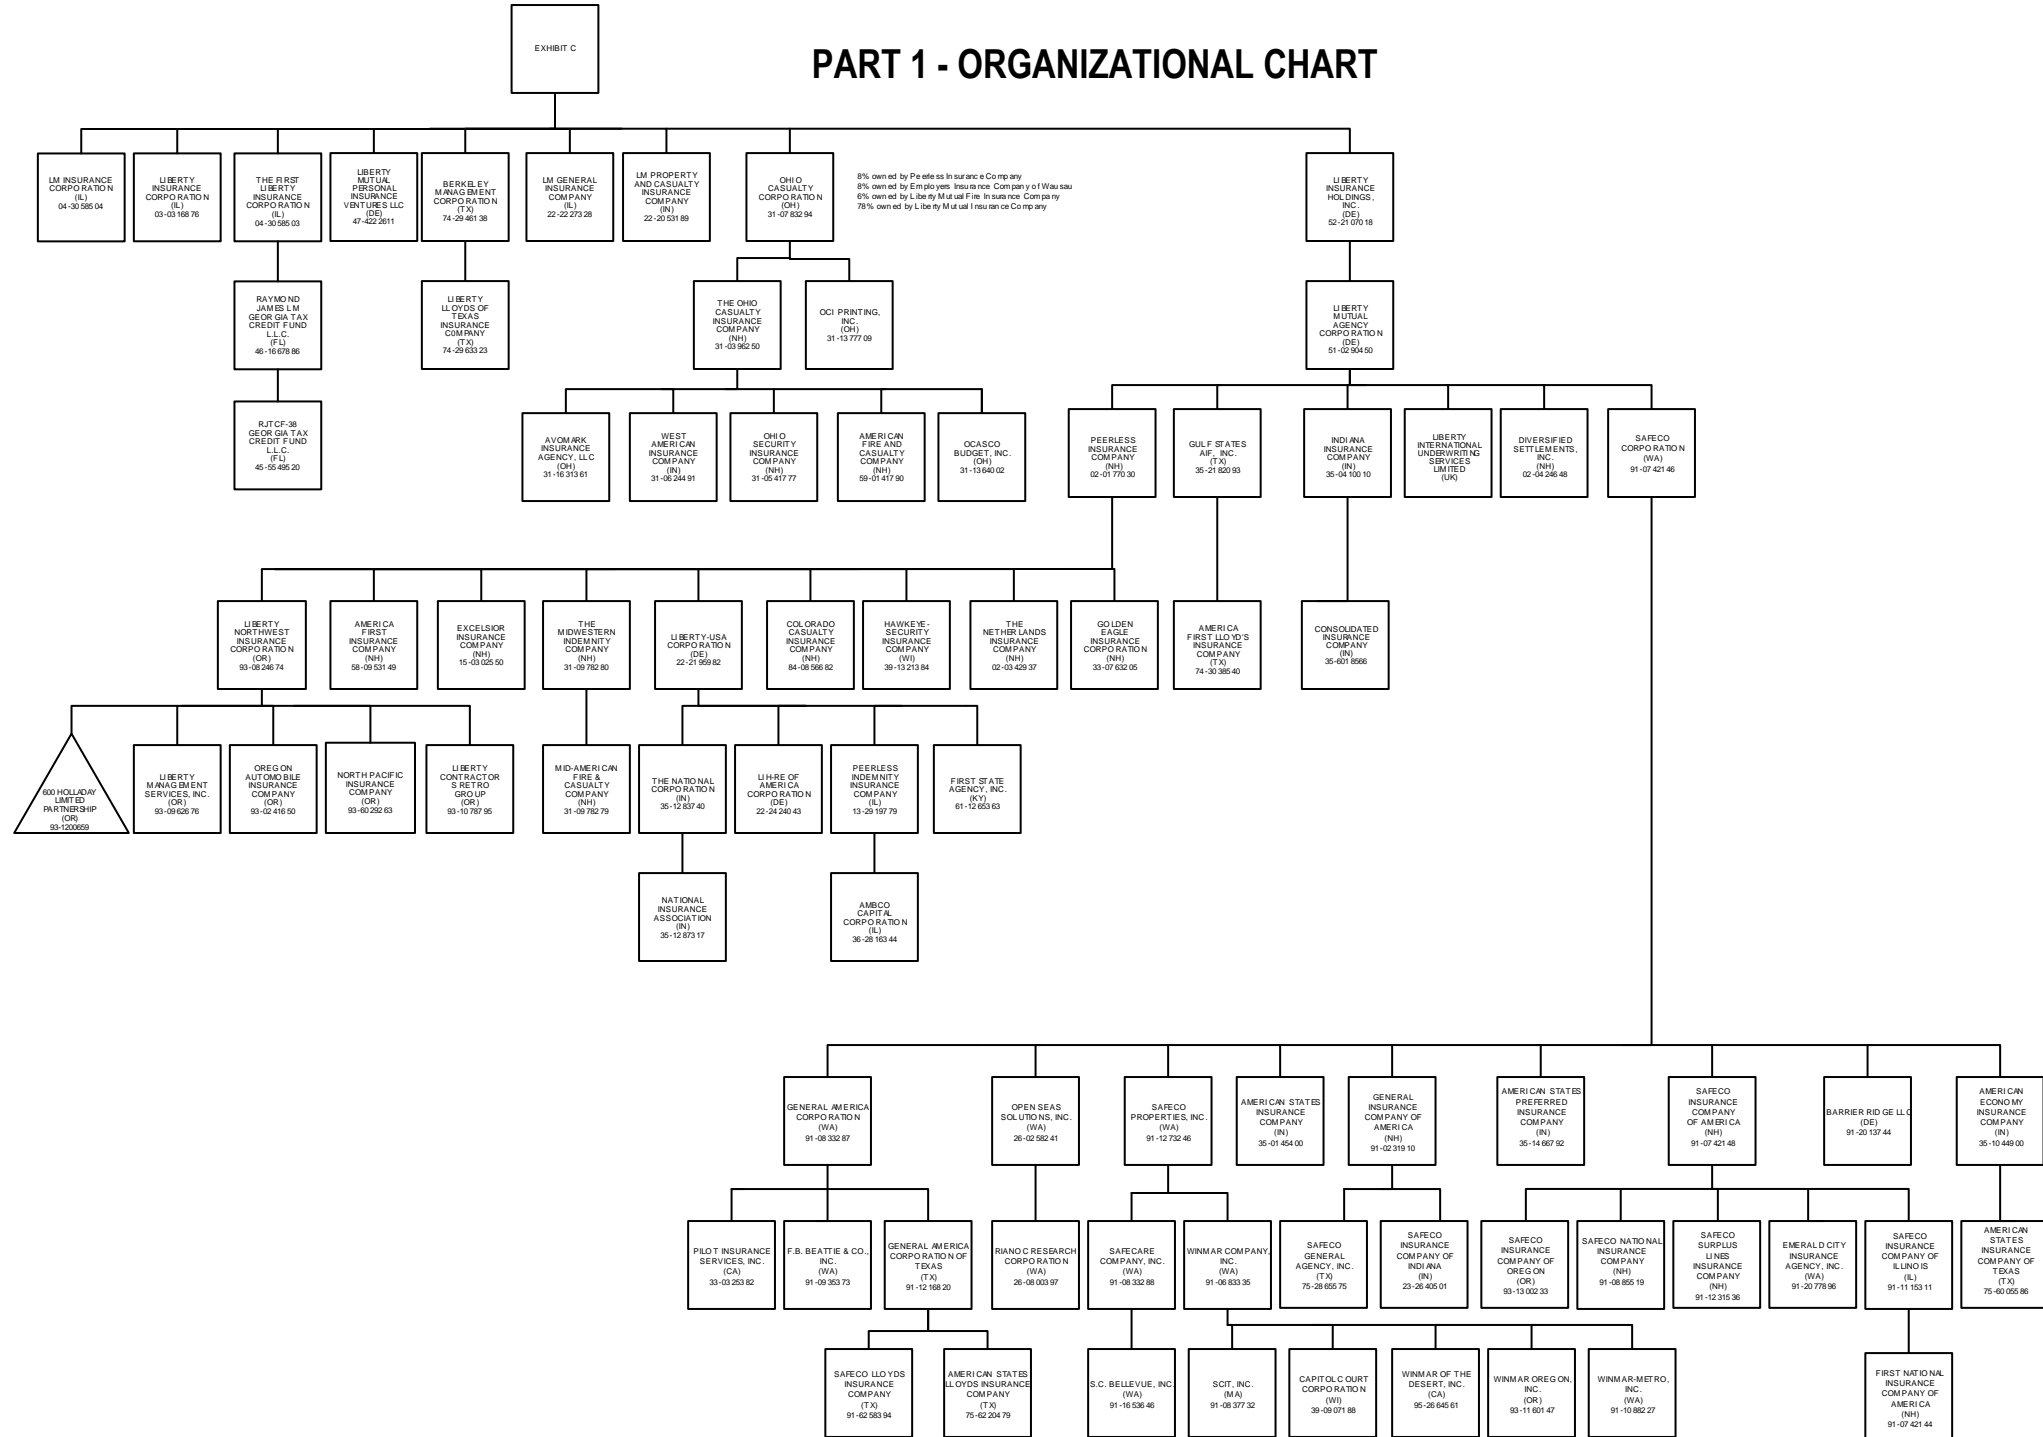 EXHIBIT C
PART 1 - ORGANIZATIONAL CHART
LM INSURANCE
CORPORATION
(IL)
04-3058504
LIBERTY
INSURANCE
CORPORATION
(IL)
03-0316876
THE FIRST
LIBERTY
INSURANCE
CORPORATION
(IL)
04-3058503
LIBERTY
MUTUAL
PERSONAL
INSURANCE
VENTURES LLC
(DE)
47-4222611
BERKELEY
MANAGEMENT
CORPORATION
(TX)
74-2946138
LM GENERAL
INSURANCE
COMPANY
(IL)
22-2227328
LM PROPERTY
AND CASUALTY
INSURANCE
COMPANY
(IN)
22-2053189
OHIO
CASUALTY
CORPORATION
(OH)
31-0783294
8% owned by Peerless Insurance Company
8% owned by Employers Insurance Company of Wausau
6% owned by Liberty Mutual Fire Insurance Company
78% owned by Liberty Mutual Insurance Company
LIBERTY
INSURANCE
HOLDINGS,
INC.
(DE)
52-2107018
RAYMOND
JAMES LM
GEORGIA TAX
CREDIT FUND
L.L.C.
(FL)
46-1667886
LIBERTY
LLOYDS OF
TEXAS
INSURANCE
COMPANY
(TX)
74-2963323
THE OHIO
CASUALTY
INSURANCE
COMPANY
(NH)
31-0396250
OCI PRINTING,
INC.
(OH)
31-1377709
LIBERTY
MUTUAL
AGENCY
CORPORATION
(DE)
51-0290450
RJTCF-38
GEORGIA TAX
CREDIT FUND
L.L.C.
(FL)
45-5549520
AVOMARK
INSURANCE
AGENCY, LLC
(OH)
31-1631361
WEST
AMERICAN
INSURANCE
COMPANY
(IN)
31-0624491
OHIO
SECURITY
INSURANCE
COMPANY
(NH)
31-0541777
AMERICAN
FIRE AND
CASUALTY
COMPANY
(NH)
59-0141790
OCASCO
BUDGET, INC.
(OH)
31-1364002
PEERLESS
INSURANCE
COMPANY
(NH)
02-0177030
GULF STATES
AIF, INC.
(TX)
35-2182093
INDIANA
INSURANCE
COMPANY
(IN)
35-0410010
LIBERTY
INTERNATIONAL
UNDERWRITING
SERVICES
LIMITED
(UK)
DIVERSIFIED
SETTLEMENTS,
INC.
(NH)
02-0424648
SAFECO
CORPORATION
(WA)
91-0742146
LIBERTY
NORTHWEST
INSURANCE
CORPORATION
(OR)
93-0824674
AMERICA
FIRST
INSURANCE
COMPANY
(NH)
58-0953149
EXCELSIOR
INSURANCE
COMPANY
(NH)
15-0302550
THE
MIDWESTERN
INDEMNITY
COMPANY
(NH)
31-0978280
LIBERTY-USA
CORPORATION
(DE)
22-2195982
COLORADO
CASUALTY
INSURANCE
COMPANY
(NH)
84-0856682
HAWKEYE-
SECURITY
INSURANCE
COMPANY
(WI)
39-1321384
THE
NETHERLANDS
INSURANCE
COMPANY
(NH)
02-0342937
GOLDEN
EAGLE
INSURANCE
CORPORATION
(NH)
33-0763205
AMERICA
FIRST LLOYD'S
INSURANCE
COMPANY
(TX)
74-3038540
CONSOLIDATED
INSURANCE
COMPANY
(IN)
35-6018566
600 HOLLADAY
LIMITED
PARTNERSHIP
(OR)
93-1200659
LIBERTY
MANAGEMENT
SERVICES, INC.
(OR)
93-0962676
OREGON
AUTOMOBILE
INSURANCE
COMPANY
(OR)
93-0241650
NORTH PACIFIC
INSURANCE
COMPANY
(OR)
93-6029263
LIBERTY
CONTRACTOR
S RETRO
GROUP
(OR)
93-1078795
MID-AMERICAN
FIRE &
CASUALTY
COMPANY
(NH)
31-0978279
THE NATIONAL
CORPORATION
(IN)
35-1283740
LIH-RE OF
AMERICA
CORPORATION
(DE)
22-2424043
PEERLESS
INDEMNITY
INSURANCE
COMPANY
(IL)
13-2919779
FIRST STATE
AGENCY, INC.
(KY)
61-1265363
NATIONAL
INSURANCE
ASSOCIATION
(IN)
35-1287317
AMBCO
CAPITAL
CORPORATION
(IL)
36-2816344
GENERAL AMERICA
CORPORATION
(WA)
91-0833287
OPEN SEAS
SOLUTIONS, INC.
(WA)
26-0258241
SAFECO
PROPERTIES, INC.
(WA)
91-1273246
AMERICAN STATES
INSURANCE
COMPANY
(IN)
35-0145400
GENERAL
INSURANCE
COMPANY OF
AMERICA
(NH)
91-0231910
AMERICAN STATES
PREFERRED
INSURANCE
COMPANY
(IN)
35-1466792
SAFECO
INSURANCE
COMPANY
OF AMERICA
(NH)
91-0742148
BARRIER RIDGE LLC
(DE)
91-2013744
AMERICAN
ECONOMY
INSURANCE
COMPANY
(IN)
35-1044900
PILOT INSURANCE
SERVICES, INC.
(CA)
33-0325382
F.B. BEATTIE & CO.,
INC.
(WA)
91-0935373
GENERAL AMERICA
CORPORATION OF
TEXAS
(TX)
91-1216820
RIANOC RESEARCH
CORPORATION
(WA)
26-0800397
SAFECARE
COMPANY, INC.
(WA)
91-0833288
WINMAR COMPANY,
INC.
(WA)
91-0683335
SAFECO
GENERAL
AGENCY, INC.
(TX)
75-2865575
SAFECO
INSURANCE
COMPANY OF
INDIANA
(IN)
23-2640501
SAFECO
INSURANCE
COMPANY OF
OREGON
(OR)
93-1300233
SAFECO NATIONAL
INSURANCE
COMPANY
(NH)
91-0885519
SAFECO
SURPLUS
LINES
INSURANCE
COMPANY
(NH)
91-1231536
EMERALD CITY
INSURANCE
AGENCY, INC.
(WA)
91-2077896
SAFECO
INSURANCE
COMPANY OF
ILLINOIS
(IL)
91-1115311
AMERICAN
STATES
INSURANCE
COMPANY OF
TEXAS
(TX)
75-6005586
SAFECO LLOYDS
INSURANCE
COMPANY
(TX)
91-6258394
AMERICAN STATES
LLOYDS INSURANCE
COMPANY
(TX)
75-6220479
S.C. BELLEVUE, INC.
(WA)
91-1653646
SCIT, INC.
(MA)
91-0837732
CAPITOL COURT
CORPORATION
(WI)
39-0907188
WINMAR OF THE
DESERT, INC.
(CA)
95-2664561
WINMAR OREGON,
INC.
(OR)
93-1160147
WINMAR-METRO,
INC.
(WA)
91-1088227
FIRST NATIONAL
INSURANCE
COMPANY OF
AMERICA
(NH)
91-0742144